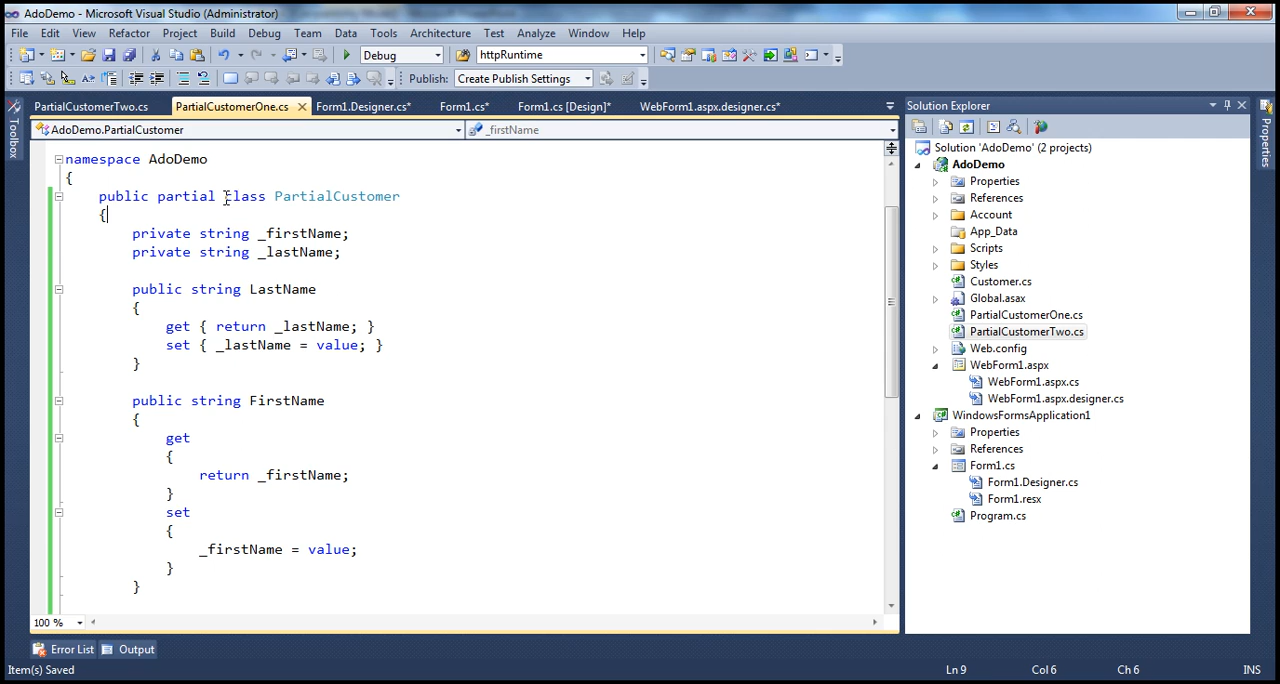 AdoDemo - Microsoft Visual Studio (Administrator)
File Edit View Refactor Project Build Debug Team Data Tools Architecture Test Analyze Window Help
Debug httpRuntime
Publish: Create Publish Settings
PartialCustomerTwo.cs PartialCustomerOne.cs Form1.Designer.cs* Form1.cs* Form1.cs [Design]* WebForm1.aspx.designer.cs*
AdoDemo.PartialCustomer _firstName
Toolbox
namespace AdoDemo
{
public partial class PartialCustomer
{
private string _firstName;
private string _lastName;
public string LastName
{
get { return _lastName; }
set { _lastName = value; }
}
public string FirstName
{
get
{
return _firstName;
}
set
{
_firstName = value;
}
}
100 %
Solution Explorer
Solution 'AdoDemo' (2 projects)
AdoDemo
Properties
References
Account
App_Data
Scripts
Styles
Customer.cs
Global.asax
PartialCustomerOne.cs
PartialCustomerTwo.cs
Web.config
WebForm1.aspx
WebForm1.aspx.cs
WebForm1.aspx.designer.cs
WindowsFormsApplication1
Properties
References
Form1.cs
Form1.Designer.cs
Form1.resx
Program.cs
Properties
Error List Output
Item(s) Saved Ln 9 Col 6 Ch 6 INS